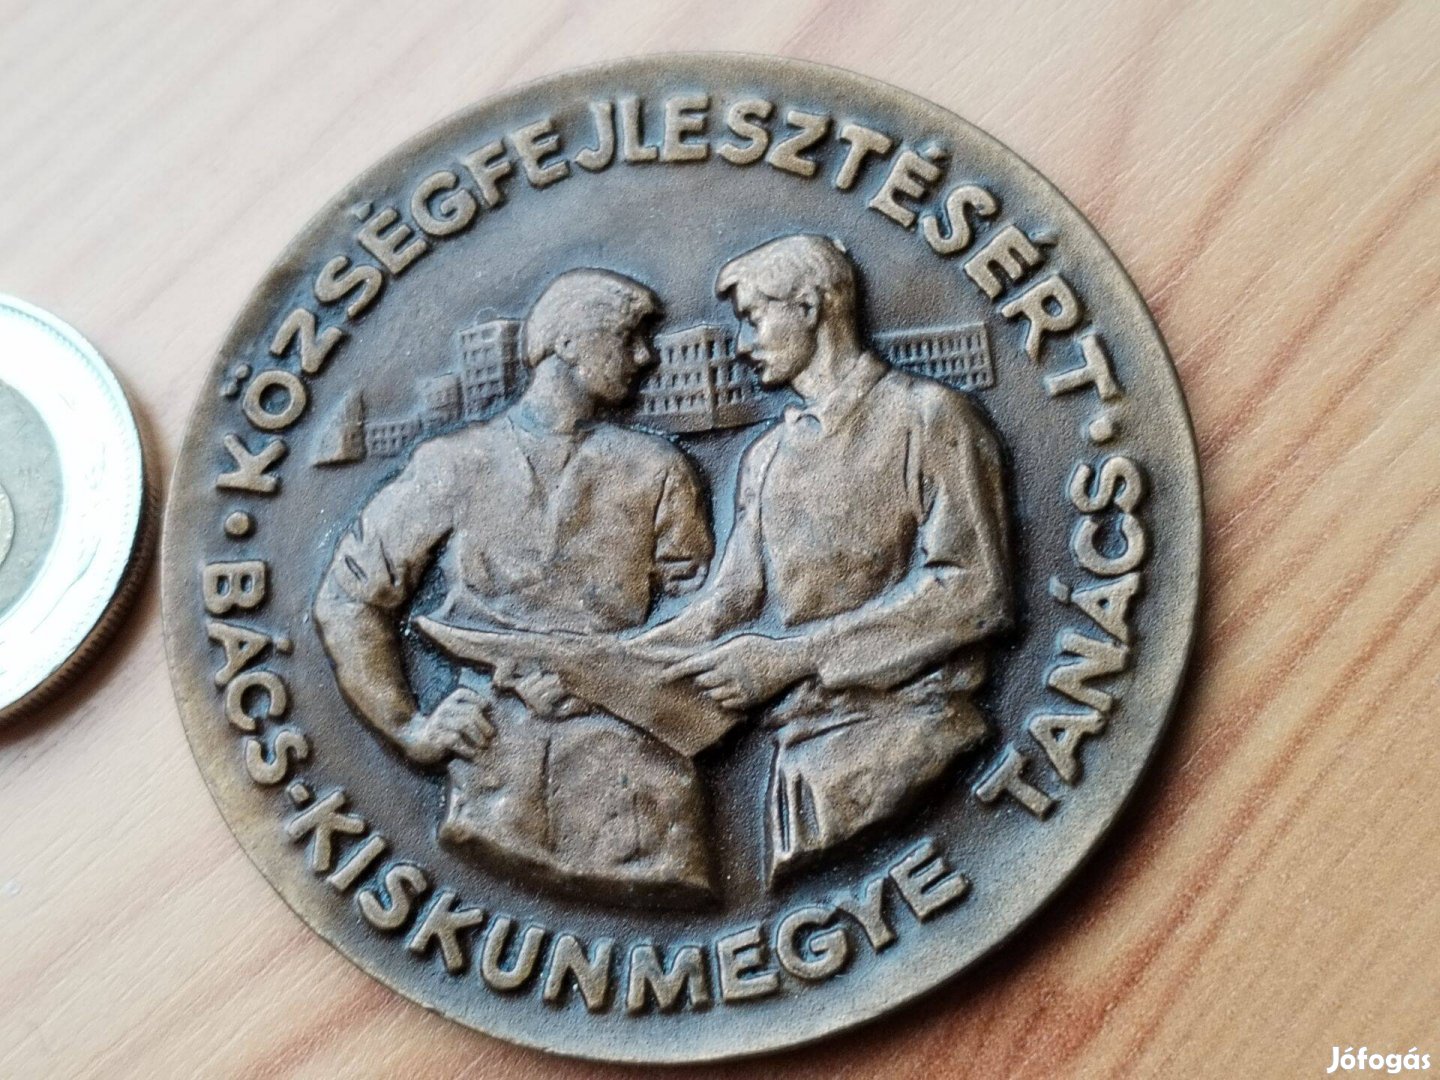 KÖZSÉGFEJLESZTÉSÉRT ·
BÁCS-KISKUNMEGYE TANÁCS ·
Jófogás